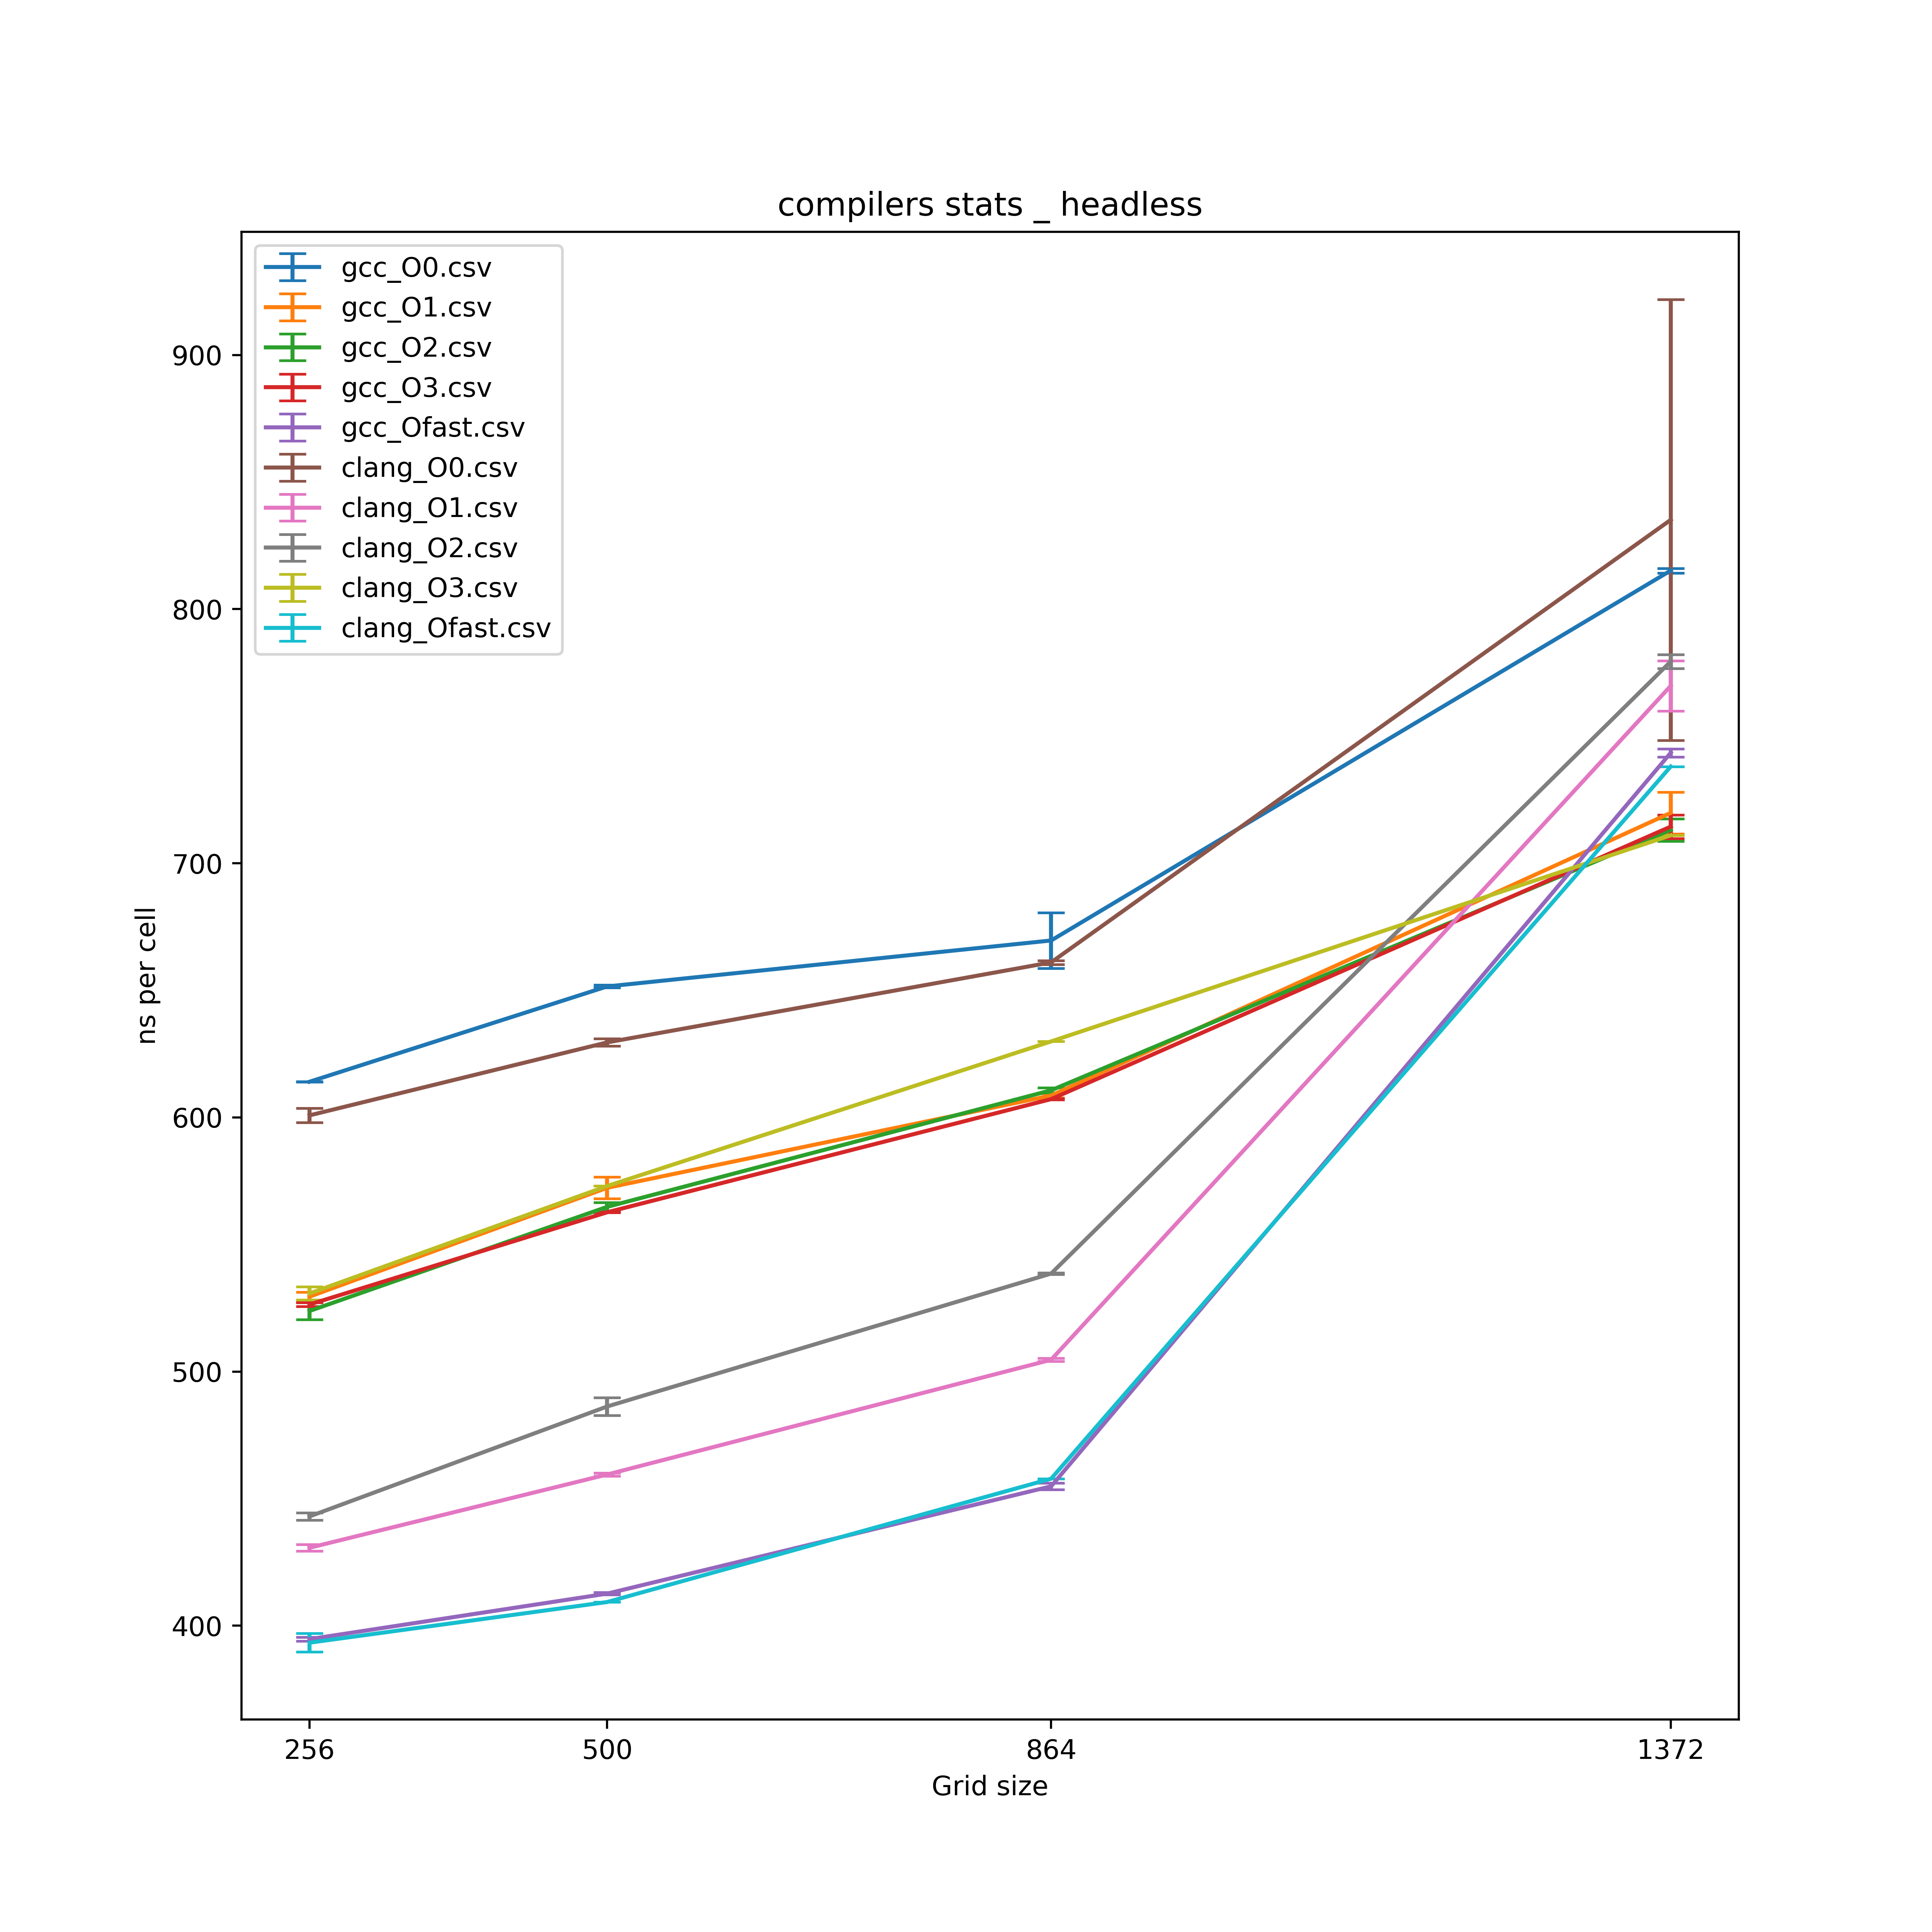 compilers stats _ headless
gcc_O0.csv
gcc_O1.csv
gcc_O2.csv
gcc_O3.csv
gcc_Ofast.csv
clang_O0.csv
clang_O1.csv
clang_O2.csv
clang_O3.csv
clang_Ofast.csv
900
800
700
600
500
400
ns per cell
256 500 864 1372
Grid size